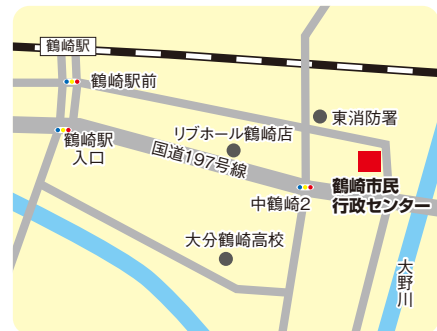 鶴崎駅
鶴崎駅前
東消防署
リブホール鶴崎店
鶴崎駅
入口
国道197号線
鶴崎市民
行政センター
中鶴崎2
大分鶴崎高校
大野川